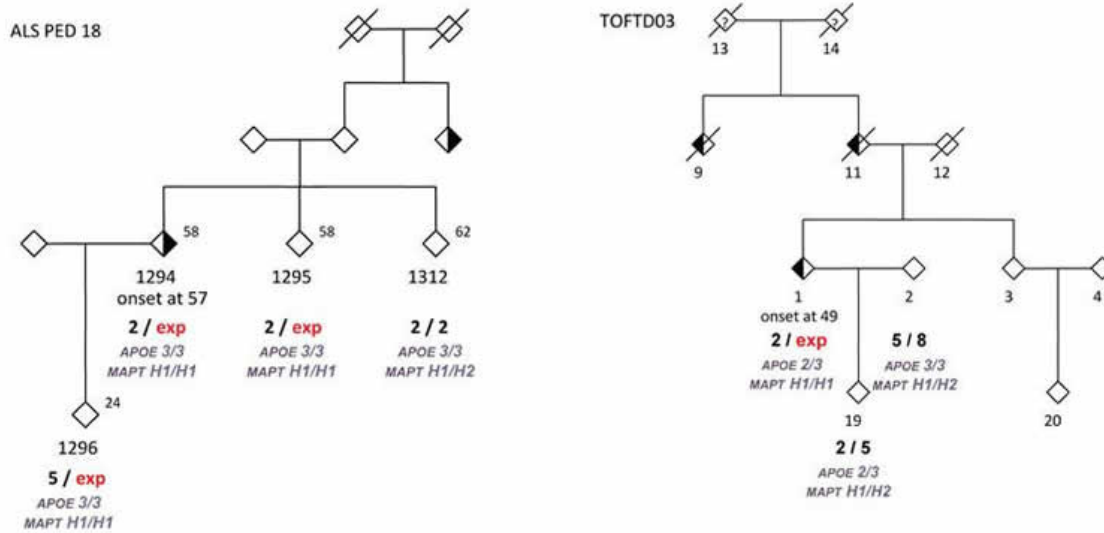 ALS PED 18
58
58
62
1294
1295
1312
onset at 57
2 / exp
2 / exp
2 / 2
APOE 3/3
APOE 3/3
APOE 3/3
MAPT H1/H1
MAPT H1/H1
MAPT H1/H2
24
1296
5 / exp
APOE 3/3
MAPT H1/H1
TOFTD03
? ?
13 14
9 11 12
1 2 3 4
onset at 49
2 / exp
5 / 8
APOE 2/3
APOE 3/3
MAPT H1/H1
MAPT H1/H2
19
20
2 / 5
APOE 2/3
MAPT H1/H2